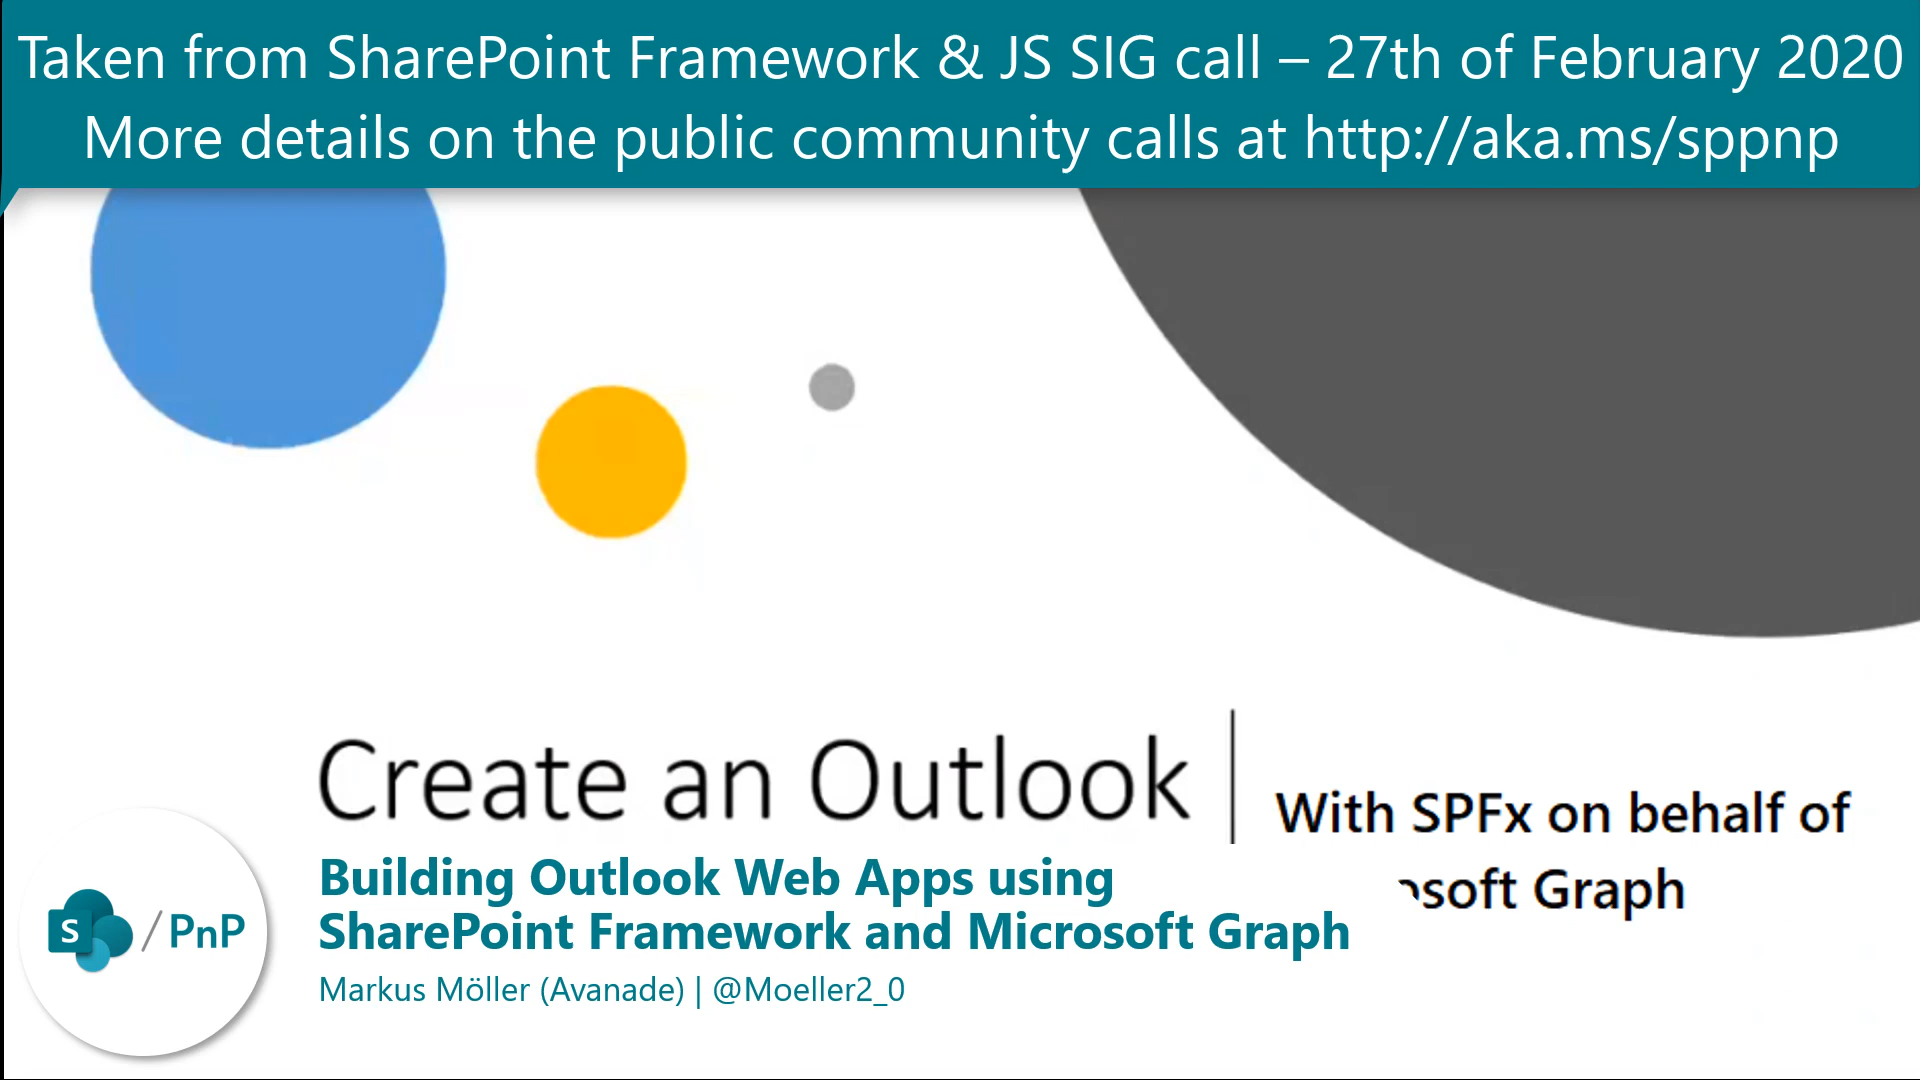 Taken from SharePoint Framework & JS SIG call – 27th of February 2020
More details on the public community calls at http://aka.ms/sppnp
Create an Outlook
With SPFx on behalf of
soft Graph
Building Outlook Web Apps using
SharePoint Framework and Microsoft Graph
Markus Möller (Avanade) | @Moeller2_0
S / PnP